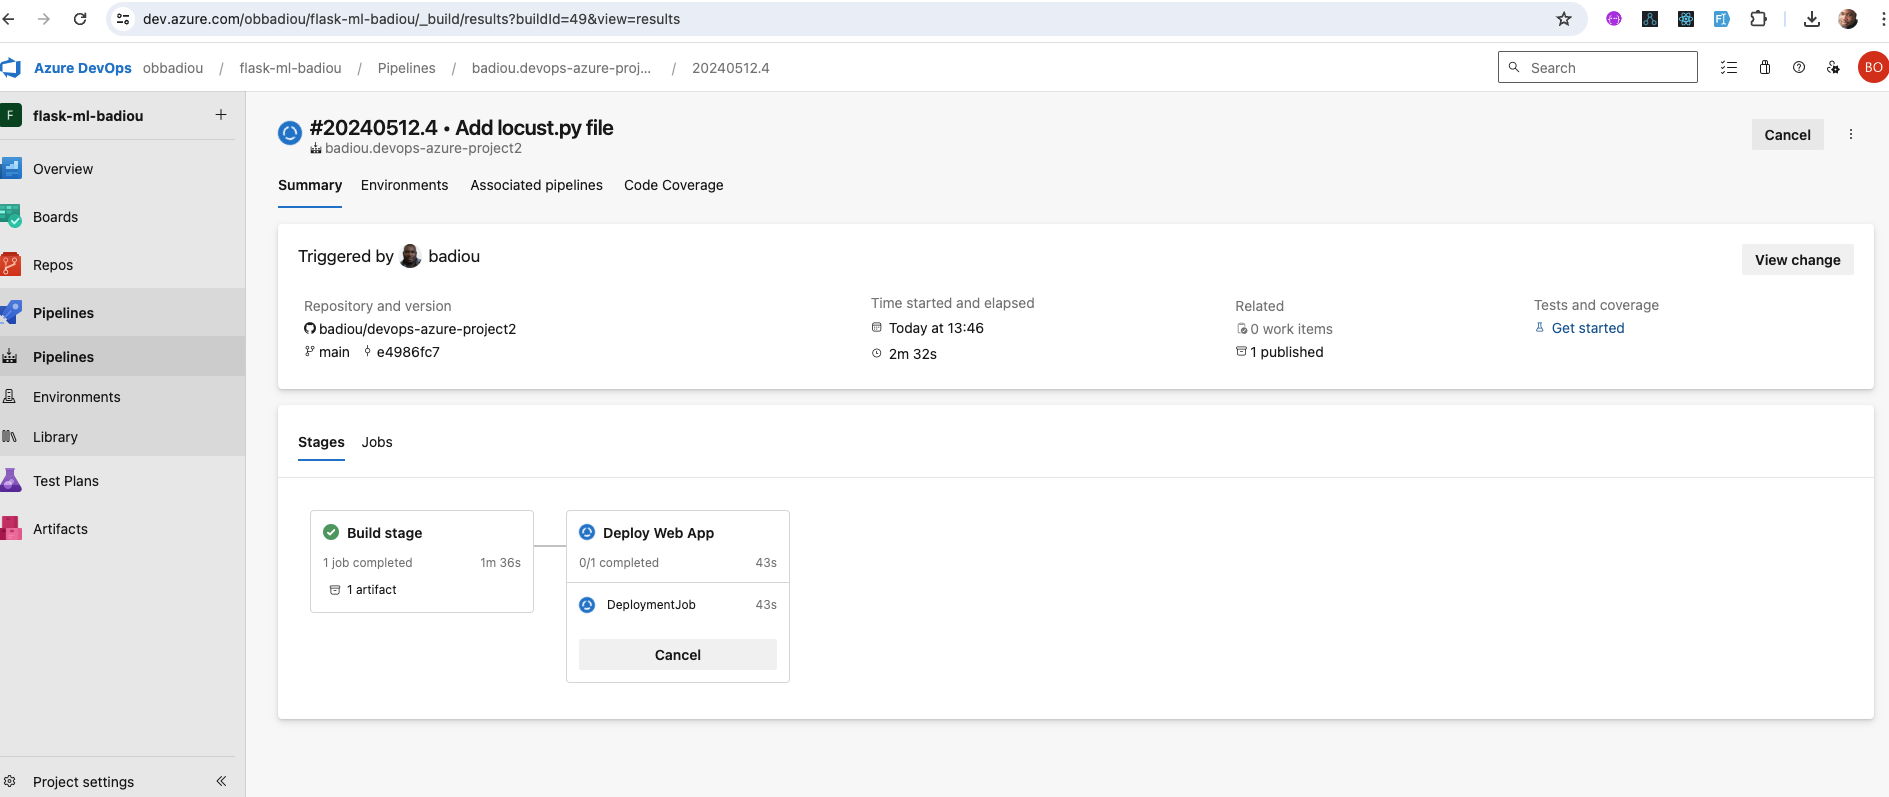 dev.azure.com/obbadiou/flask-ml-badiou/_build/results?buildId=49&view=results
Azure DevOps obbadiou / flask-ml-badiou / Pipelines / badiou.devops-azure-proj... / 20240512.4
Search
BO
F flask-ml-badiou
Overview
Boards
Repos
Pipelines
Pipelines
Environments
Library
Test Plans
Artifacts
Project settings
#20240512.4 • Add locust.py file
badiou.devops-azure-project2
Cancel
Summary Environments Associated pipelines Code Coverage
Triggered by badiou
View change
Repository and version
badiou/devops-azure-project2
main e4986fc7
Time started and elapsed
Today at 13:46
2m 32s
Related
0 work items
1 published
Tests and coverage
Get started
Stages Jobs
Build stage
1 job completed 1m 36s
1 artifact
Deploy Web App
0/1 completed 43s
DeploymentJob 43s
Cancel